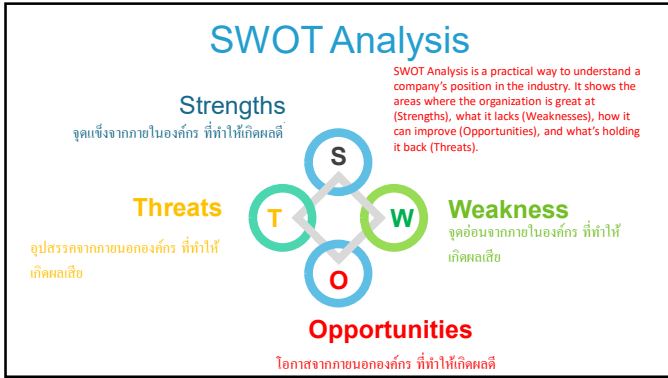 SWOT Analysis
SWOT Analysis is a practical way to understand a
company's position in the industry. It shows the
areas where the organization is great at
(Strengths), what it lacks (Weaknesses), how it
can improve (Opportunities), and what's holding
it back (Threats).
Strengths
จุดแข็งจากภายในองค์กร ที่ทำให้เกิดผลดี
S
Threats
T
W
Weakness
จุดอ่อนจากภายในองค์กร ที่ทำให้
เกิดผลเสีย
อุปสรรคจากภายนอกองค์กร ที่ทำให้
เกิดผลเสีย
O
Opportunities
โอกาสจากภายนอกองค์กร ที่ทำให้เกิดผลดี